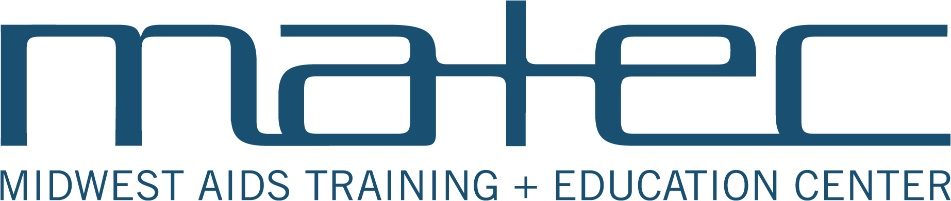 matec
MIDWEST AIDS TRAINING + EDUCATION CENTER